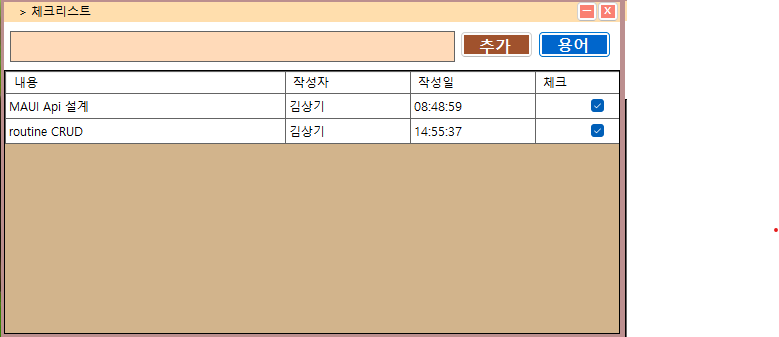 > 체크리스트 — X
추가 용어
내용 작성자 작성일 체크
MAUI Api 설계 김상기 08:48:59
routine CRUD 김상기 14:55:37